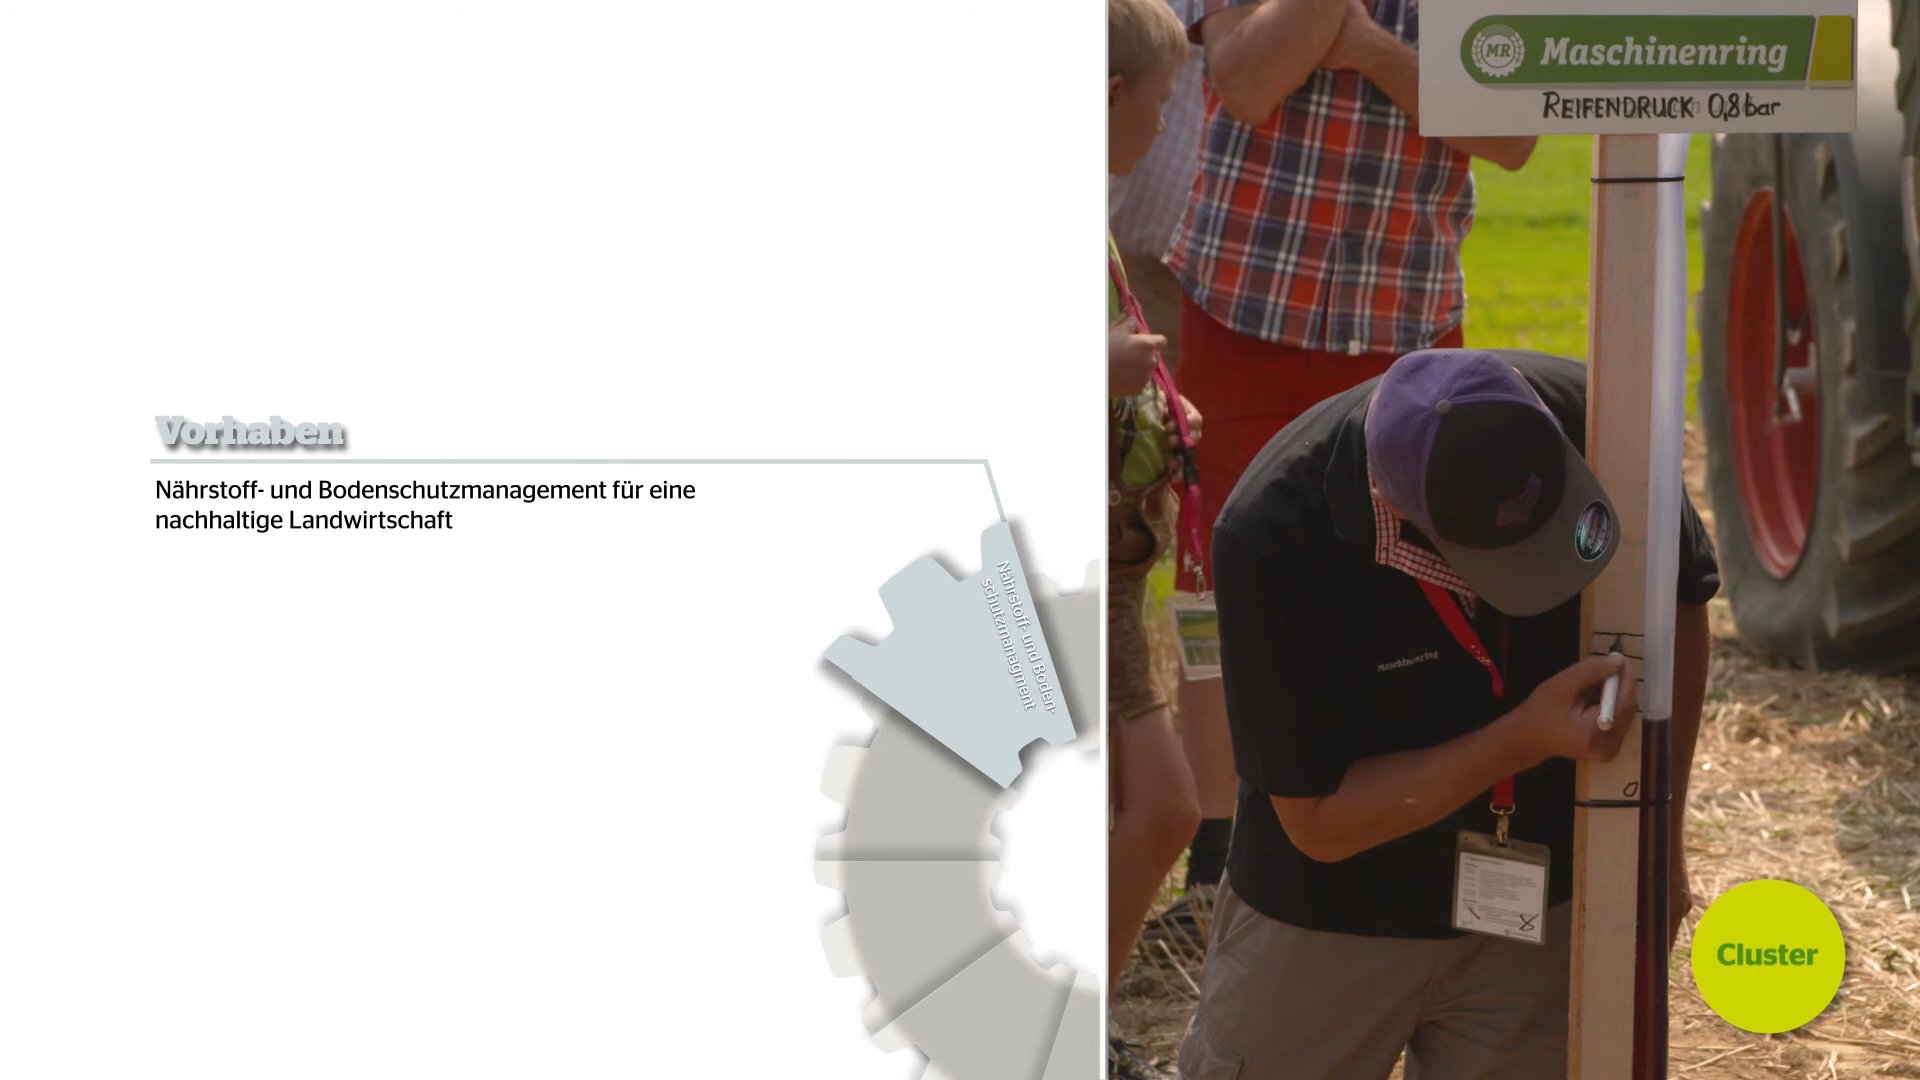 Vorhaben
Nährstoff- und Bodenschutzmanagement für eine
nachhaltige Landwirtschaft
Nährstoff- und Boden-
schutzmanagment
MR Maschinenring
REIFENDRUCK 0,8 bar
Maschinenring
0
Cluster